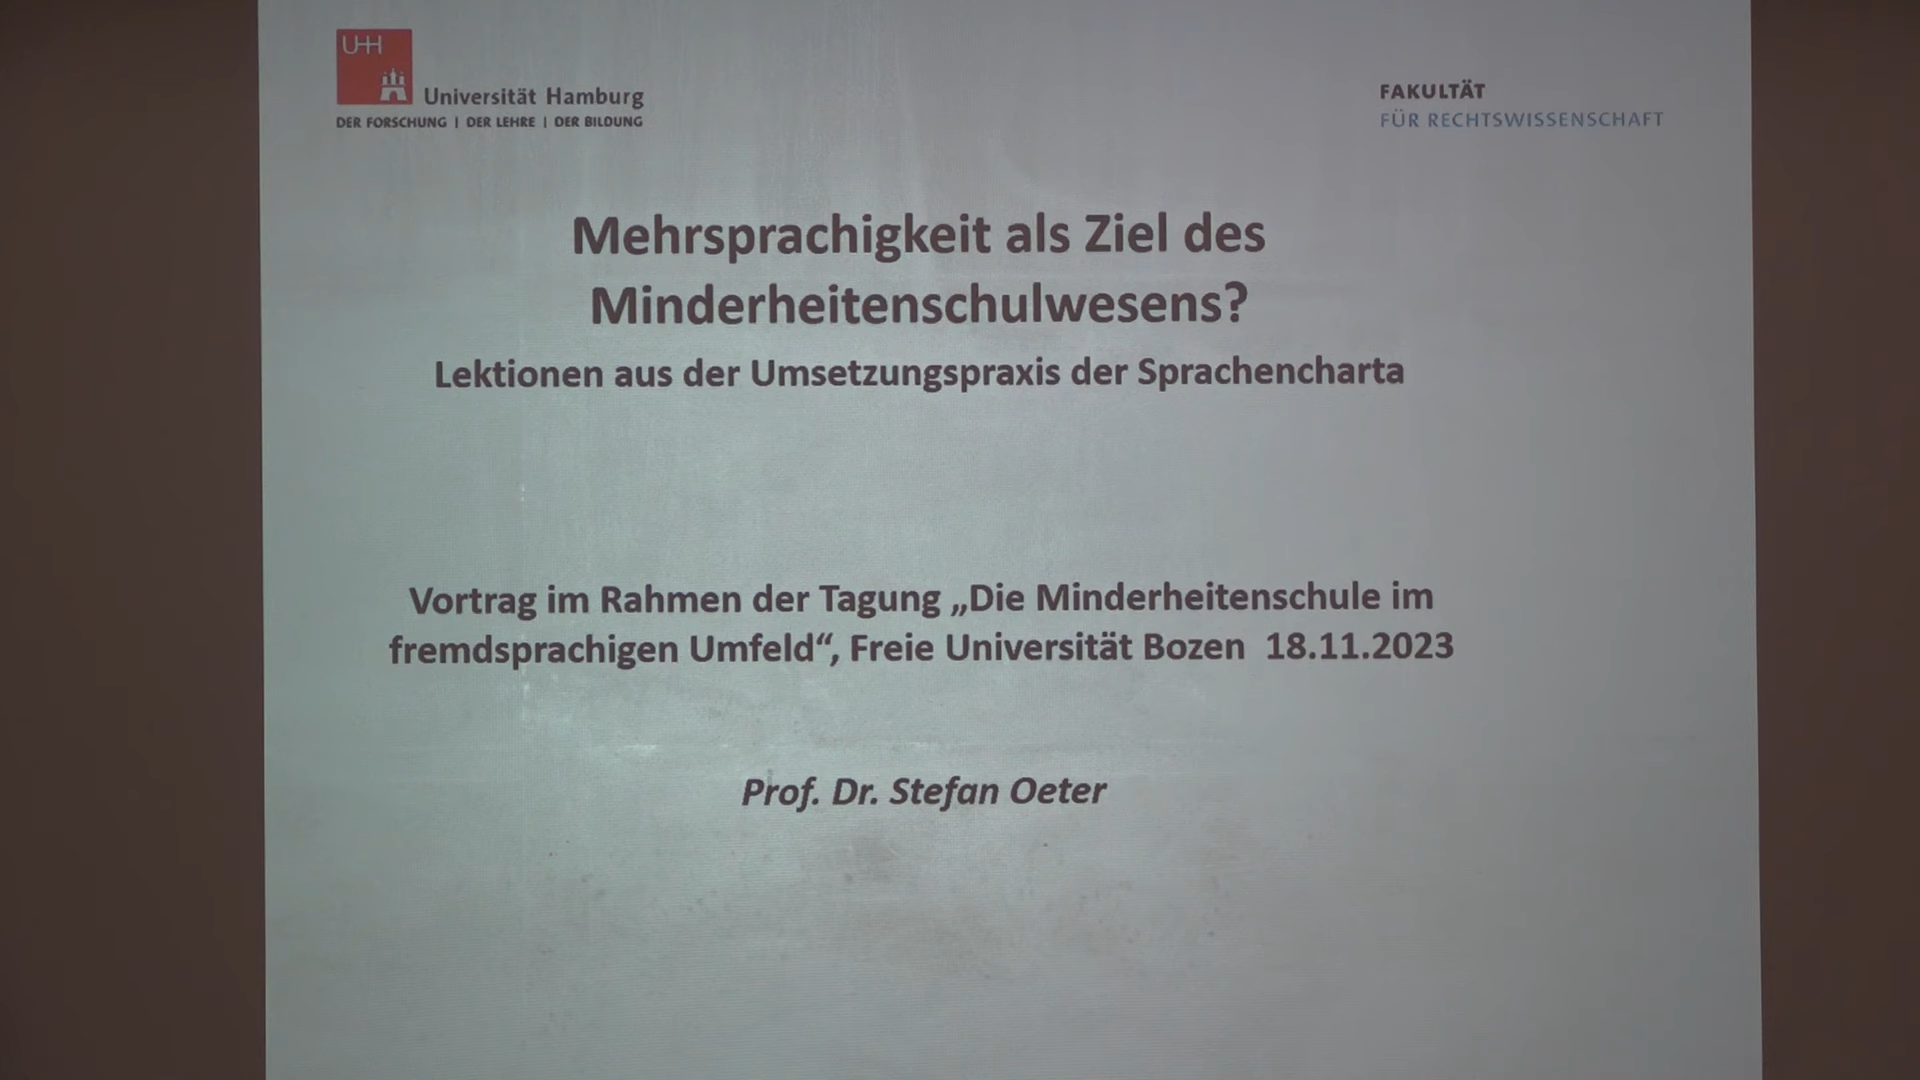 UHH
Universität Hamburg
DER FORSCHUNG | DER LEHRE | DER BILDUNG
FAKULTÄT
FÜR RECHTSWISSENSCHAFT
Mehrsprachigkeit als Ziel des
Minderheitenschulwesens?
Lektionen aus der Umsetzungspraxis der Sprachencharta
Vortrag im Rahmen der Tagung „Die Minderheitenschule im
fremdsprachigen Umfeld“, Freie Universität Bozen 18.11.2023
Prof. Dr. Stefan Oeter